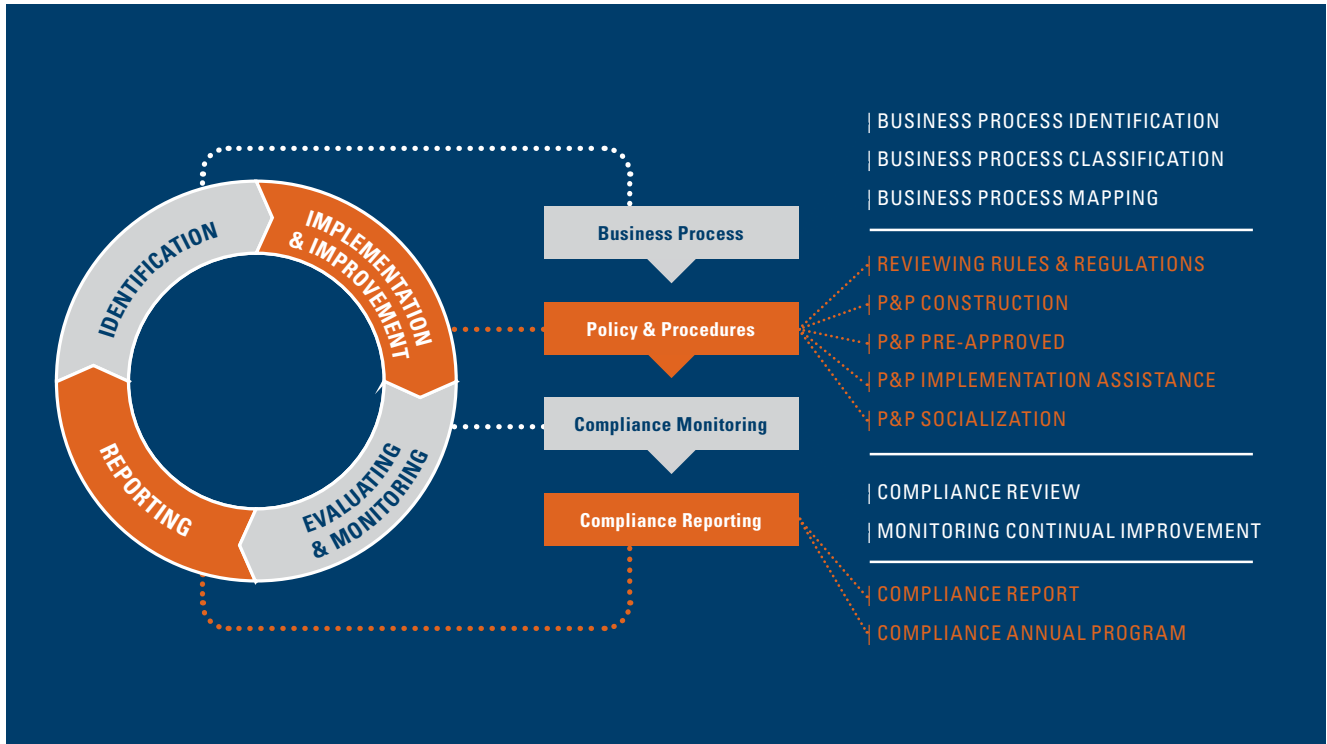 IDENTIFICATION
IMPLEMENTATION
& IMPROVEMENT
EVALUATING
& MONITORING
REPORTING
Business Process
Policy & Procedures
Compliance Monitoring
Compliance Reporting
BUSINESS PROCESS IDENTIFICATION
BUSINESS PROCESS CLASSIFICATION
BUSINESS PROCESS MAPPING
REVIEWING RULES & REGULATIONS
P&P CONSTRUCTION
P&P PRE-APPROVED
P&P IMPLEMENTATION ASSISTANCE
P&P SOCIALIZATION
COMPLIANCE REVIEW
MONITORING CONTINUAL IMPROVEMENT
COMPLIANCE REPORT
COMPLIANCE ANNUAL PROGRAM